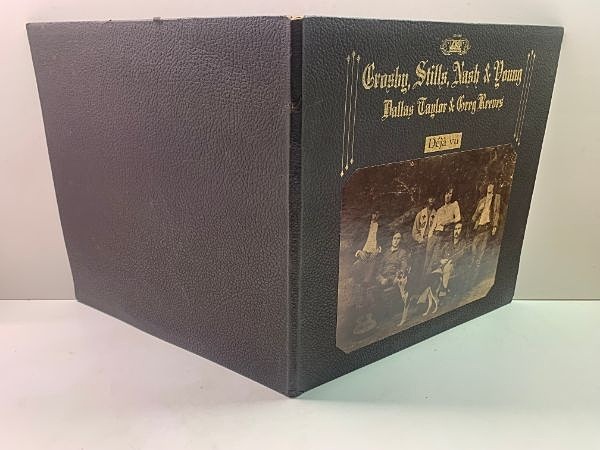 Crosby, Stills, Nash & Young
Dallas Taylor & Greg Reeves
Déjà vu